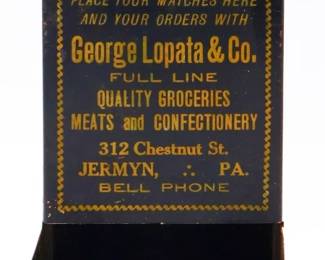 PLACE YOUR MATCHES HERE
AND YOUR ORDERS WITH
George Lopata & Co.
FULL LINE
QUALITY GROCERIES
MEATS and CONFECTIONERY
312 Chestnut St.
JERMYN, ∴ PA.
BELL PHONE